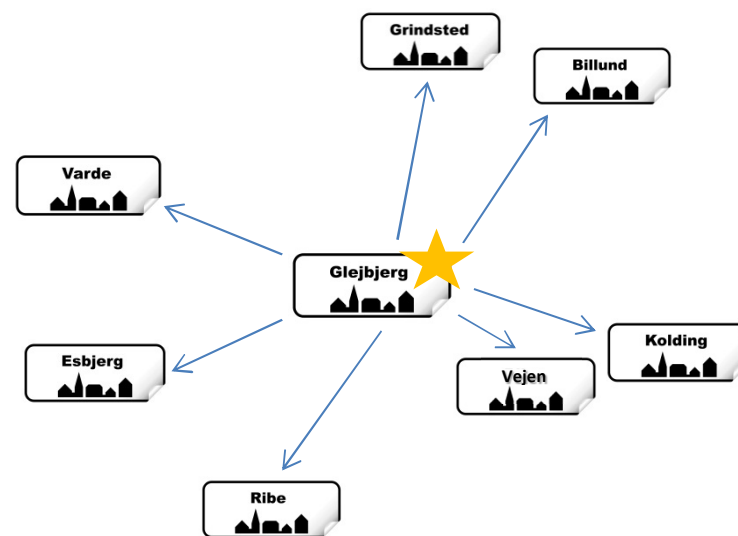 Grindsted
Billund
Varde
Glejbjerg
Kolding
Esbjerg
Vejen
Ribe